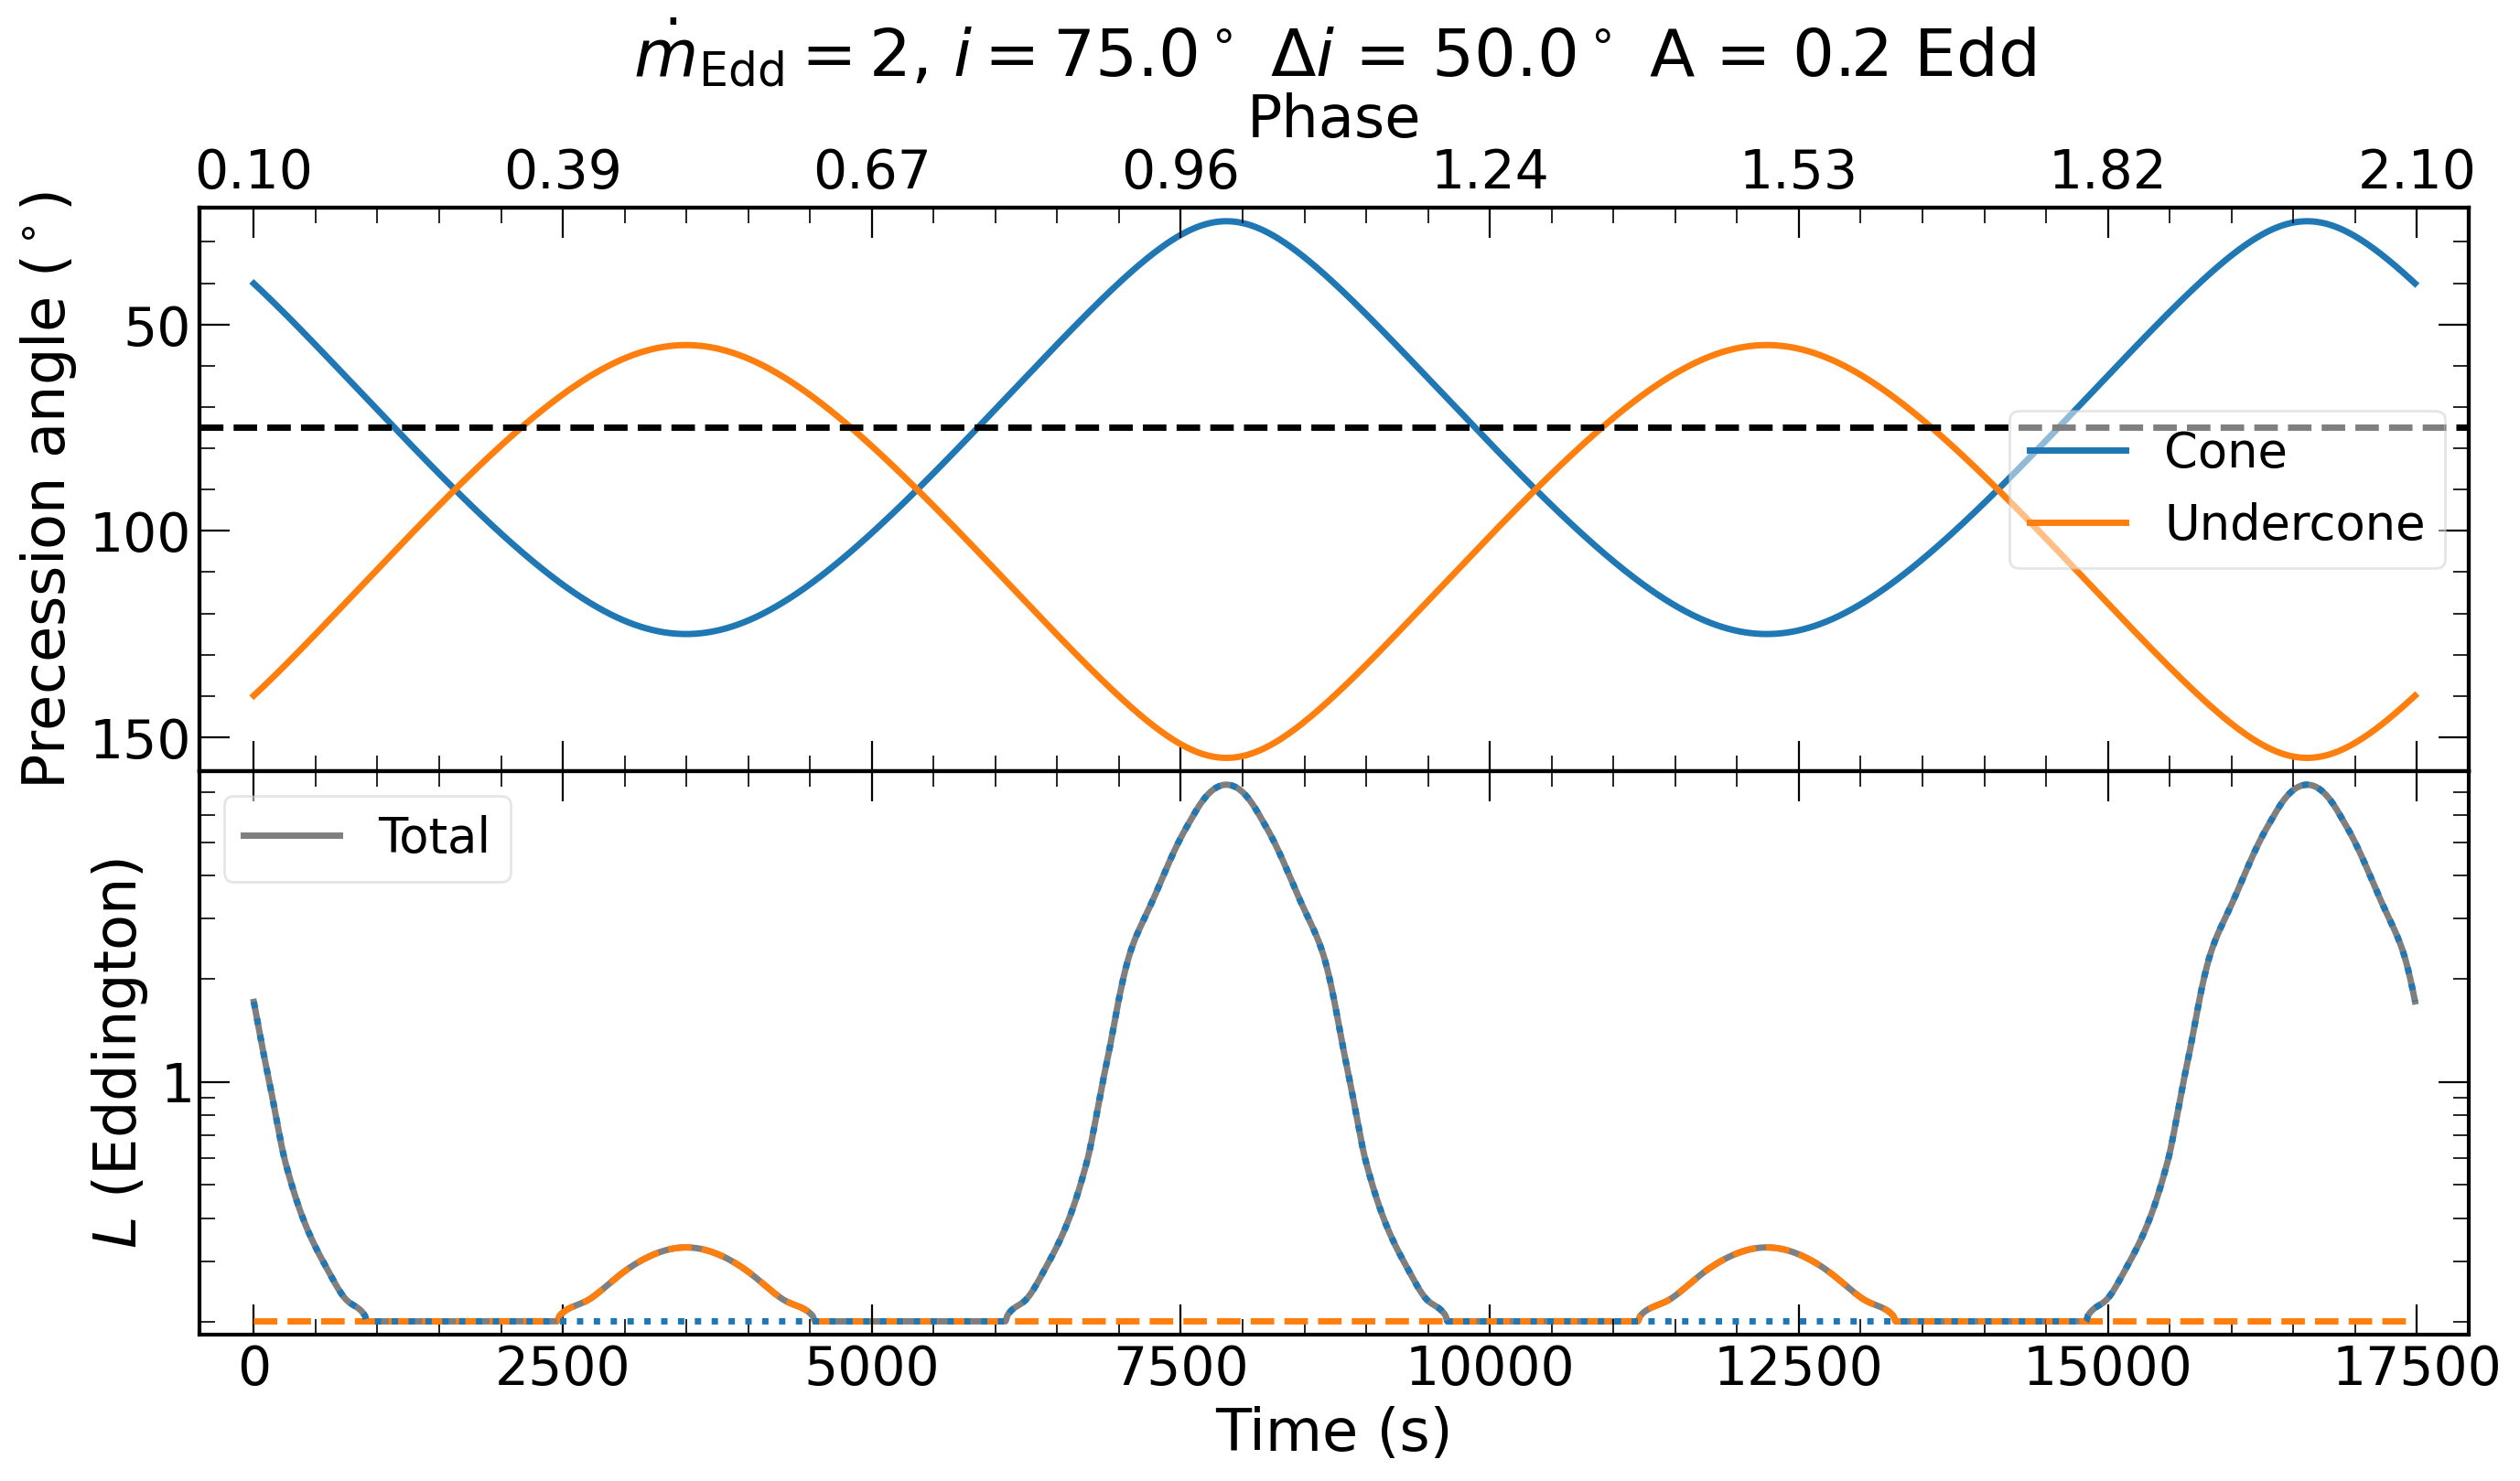 ṁ_Edd = 2, i = 75.0° Δi = 50.0° A = 0.2 Edd
Phase
0.10 0.39 0.67 0.96 1.24 1.53 1.82 2.10
Precession angle (°)
50
100
150
Cone
Undercone
Total
L (Eddington)
1
0 2500 5000 7500 10000 12500 15000 17500
Time (s)